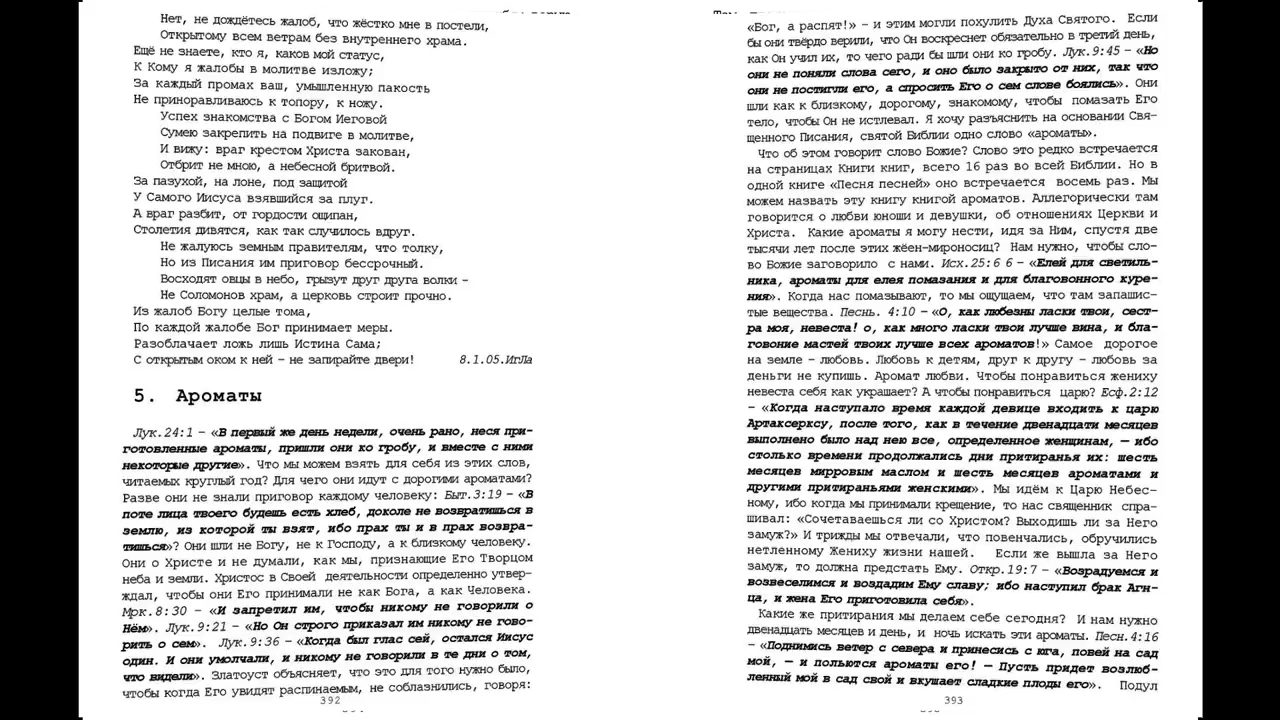 Нет, не дождётесь жалоб, что жёстко мне в постели,
Открытому всем ветрам без внутреннего храма.
Ещё не знаете, кто я, каков мой статус,
К Кому я жалобы в молитве изложу;
За каждый промах ваш, умышленную пакость
Не приноравливаюсь к топору, к ножу.
Успех знакомства с Богом Иеговой
Сумею закрепить на подвиге в молитве,
И вижу: враг крестом Христа закован,
Отбрит не мною, а небесной бритвой.
За пазухой, на лоне, под защитой
У Самого Иисуса взявшийся за плуг.
А враг разбит, от гордости ощипан,
Столетия дивятся, как так случилось вдруг.
Не жалуюсь земным правителям, что толку,
Но из Писания им приговор бессрочный.
Восходят овцы в небо, грызут друг друга волки –
Не Соломонов храм, а церковь строит прочно.
Из жалоб Богу целые тома,
По каждой жалобе Бог принимает меры.
Разоблачает ложь лишь Истина Сама;
С открытым оком к ней – не запирайте двери! 8.1.05.ИгЛа
5. Ароматы
Лук.24:1 – «В первый же день недели, очень рано, неся при-
готовленные ароматы, пришли они ко гробу, и вместе с ними
некоторые другие». Что мы можем взять для себя из этих слов,
читаемых круглый год? Для чего они идут с дорогими ароматами?
Разве они не знали приговор каждому человеку: Быт.3:19 – «В
поте лица твоего будешь есть хлеб, доколе не возвратишься в
землю, из которой ты взят, ибо прах ты и в прах возвра-
тишься»? Они шли не Богу, не к Господу, а к близкому человеку.
Они о Христе и не думали, как мы, признающие Его Творцом
неба и земли. Христос в Своей деятельности определенно утвер-
ждал, чтобы они Его принимали не как Бога, а как Человека.
Мрк.8:30 – «И запретил им, чтобы никому не говорили о
Нём». Лук.9:21 – «Но Он строго приказал им никому не гово-
рить о сем». Лук.9:36 – «Когда был глас сей, остался Иисус
один. И они умолчали, и никому не говорили в те дни о том,
что видели». Златоуст объясняет, что это для того нужно было,
чтобы когда Его увидят распинаемым, не соблазнились, говоря:
392
«Бог, а распят!» – и этим могли похулить Духа Святого. Если
бы они твёрдо верили, что Он воскреснет обязательно в третий день,
как Он учил их, то чего ради бы шли они ко гробу. Лук.9:45 – «Но
они не поняли слова сего, и оно было закрыто от них, так что
они не постигли его, а спросить Его о сем слове боялись». Они
шли как к близкому, дорогому, знакомому, чтобы помазать Его
тело, чтобы Он не истлевал. Я хочу разъяснить на основании Свя-
щенного Писания, святой Библии одно слово «ароматы».
Что об этом говорит слово Божие? Слово это редко встречается
на страницах Книги книг, всего 16 раз во всей Библии. Но в
одной книге «Песня песней» оно встречается восемь раз. Мы
можем назвать эту книгу книгой ароматов. Аллегорически там
говорится о любви юноши и девушки, об отношениях Церкви и
Христа. Какие ароматы я могу нести, идя за Ним, спустя две
тысячи лет после этих жёен-мироносиц? Нам нужно, чтобы сло-
во Божие заговорило с нами. Исх.25:6 6 – «Елей для светиль-
ника, ароматы для елея помазания и для благовонного куре-
ния». Когда нас помазывают, то мы ощущаем, что там запашис-
тые вещества. Песнь. 4:10 – «О, как любезны ласки твои, сест-
ра моя, невеста! о, как много ласки твои лучше вина, и бла-
говоние мастей твоих лучше всех ароматов!» Самое дорогое
на земле – любовь. Любовь к детям, друг к другу – любовь за
деньги не купишь. Аромат любви. Чтобы понравиться жениху
невеста себя как украшает? А чтобы понравиться царю? Есф.2:12
– «Когда наступало время каждой девице входить к царю
Артаксерксу, после того, как в течение двенадцати месяцев
выполнено было над нею все, определенное женщинам, — ибо
столько времени продолжались дни притиранья их: шесть
месяцев мирровым маслом и шесть месяцев ароматами и
другими притираньями женскими». Мы идём к Царю Небес-
ному, ибо когда мы принимали крещение, то нас священник спра-
шивал: «Сочетаваешься ли со Христом? Выходишь ли за Него
замуж?» И трижды мы отвечали, что повенчались, обручились
нетленному Жениху жизни нашей. Если же вышла за Него
замуж, то должна предстать Ему. Откр.19:7 – «Возрадуемся и
возвеселимся и воздадим Ему славу; ибо наступил брак Агн-
ца, и жена Его приготовила себя».
Какие же притирания мы делаем себе сегодня? И нам нужно
двенадцать месяцев и день, и ночь искать эти ароматы. Песн.4:16
– «Поднимись ветер с севера и принесись с юга, повей на сад
мой, — и польются ароматы его! — Пусть придет возлюб-
ленный мой в сад свой и вкушает сладкие плоды его». Подул
393